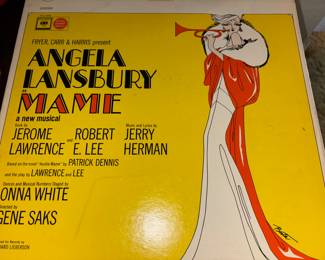 FRYER, CARR & HARRIS present
ANGELA
LANSBURY
as
MAME
a new musical
Book by
JEROME
LAWRENCE
and
ROBERT
E. LEE
Music and Lyrics by
JERRY
HERMAN
Based on the novel "Auntie Mame" by PATRICK DENNIS
and the play by LAWRENCE and LEE
Dances and Musical Numbers Staged by
ONNA WHITE
Directed by
GENE SAKS